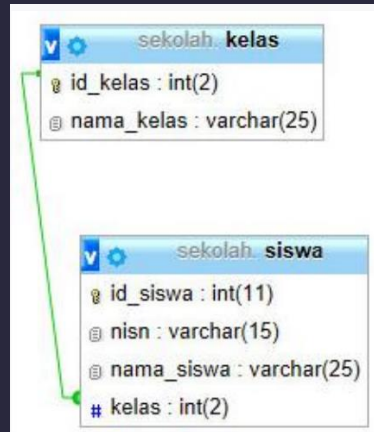 sekolah. kelas
id_kelas : int(2)
nama_kelas : varchar(25)
sekolah. siswa
id_siswa : int(11)
nisn : varchar(15)
nama_siswa : varchar(25)
# kelas : int(2)